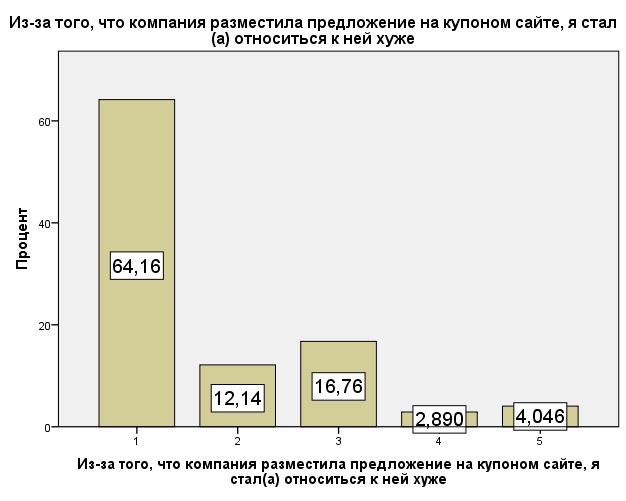 Из-за того, что компания разместила предложение на купоном сайте, я стал
(а) относиться к ней хуже
Процент
60
40
20
0
64,16
12,14
16,76
2,890
4,046
1 2 3 4 5
Из-за того, что компания разместила предложение на купоном сайте, я
стал(а) относиться к ней хуже